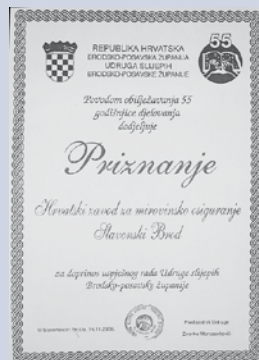 REPUBLIKA HRVATSKA
BRODSKO-POSAVSKA ŽUPANIJA
UDRUGA SLIJEPIH
BRODSKO-POSAVSKE ŽUPANIJE
55
Povodom obilježavanja 55
godišnjice djelovanja
dodjeljuje
Priznanje
Hrvatski zavod za mirovinsko osiguranje
Slavonski Brod
za doprinos uspješnog rada Udruge slijepih
Brodsko-posavske županije
Predsjednik Udruge